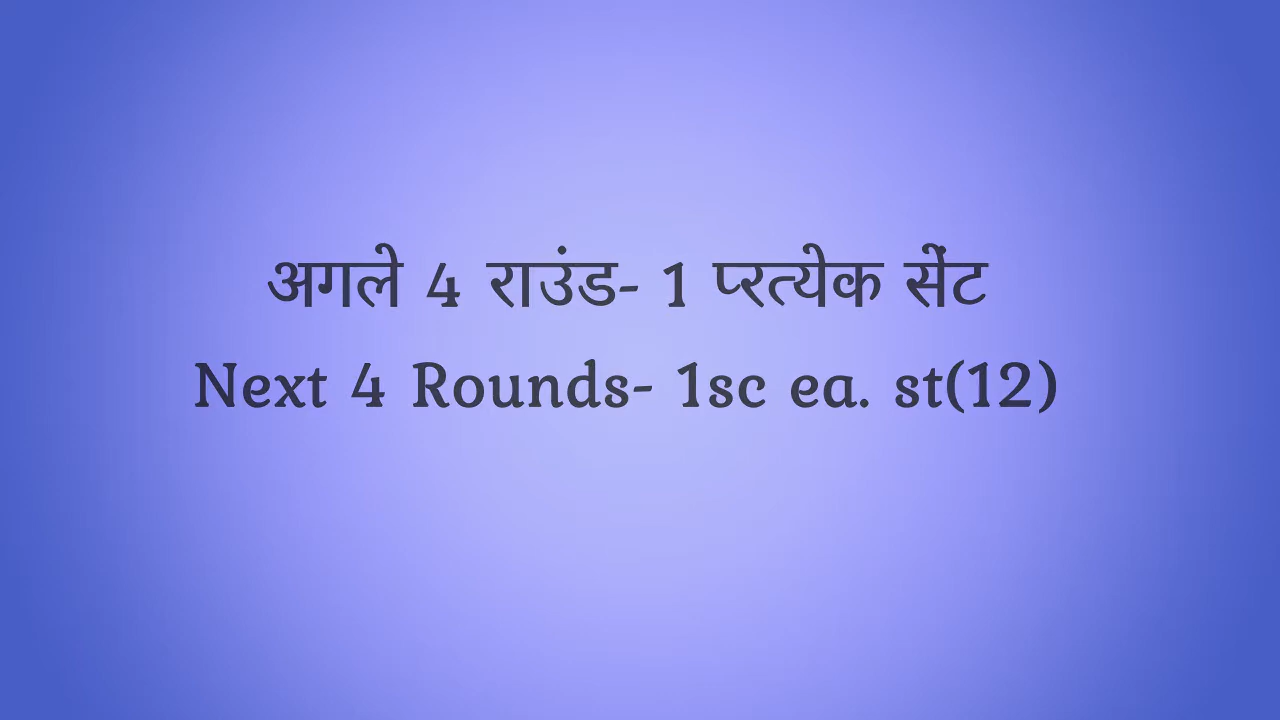 अगले 4 राउंड- 1 प्रत्येक सेंट
Next 4 Rounds- 1sc ea. st(12)